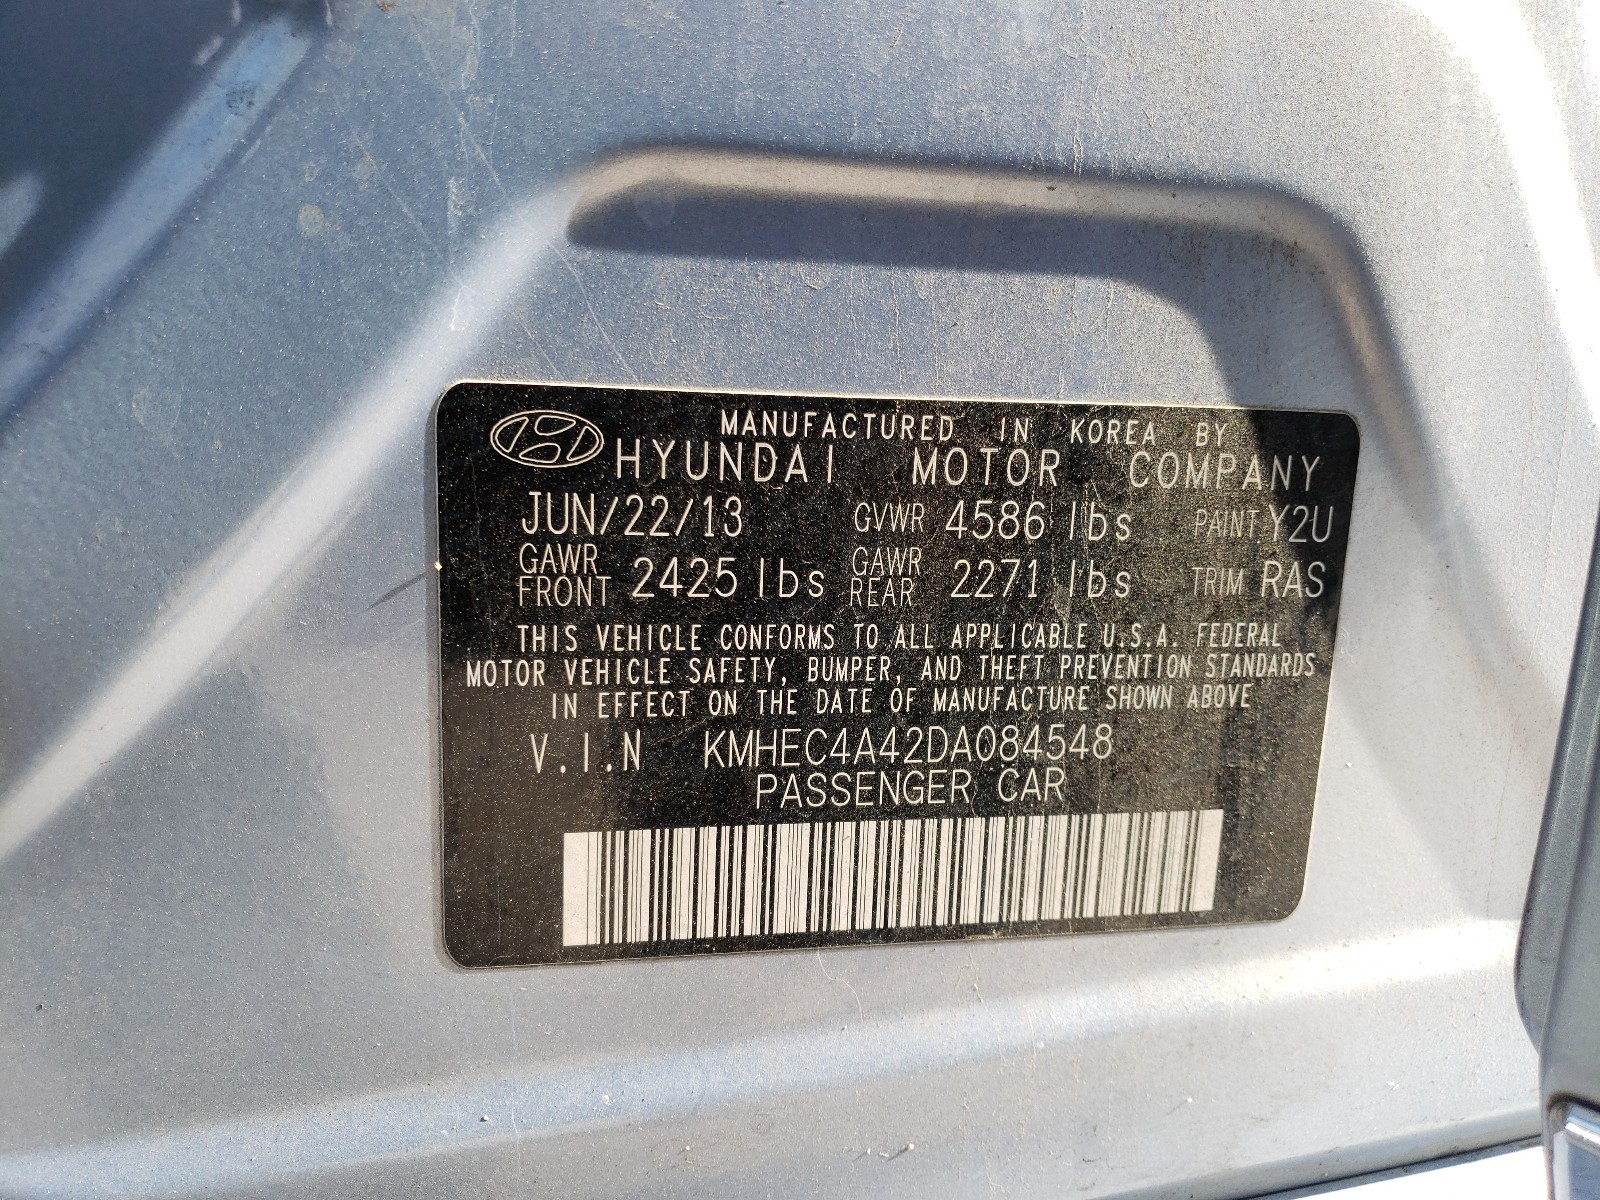 MANUFACTURED IN KOREA BY
HYUNDAI MOTOR COMPANY
JUN/22/13 GVWR 4586 lbs PAINT Y2U
GAWR FRONT 2425 lbs GAWR REAR 2271 lbs TRIM RAS
THIS VEHICLE CONFORMS TO ALL APPLICABLE U.S.A. FEDERAL
MOTOR VEHICLE SAFETY, BUMPER, AND THEFT PREVENTION STANDARDS
IN EFFECT ON THE DATE OF MANUFACTURE SHOWN ABOVE
V.I.N KMHEC4A42DA084548
PASSENGER CAR